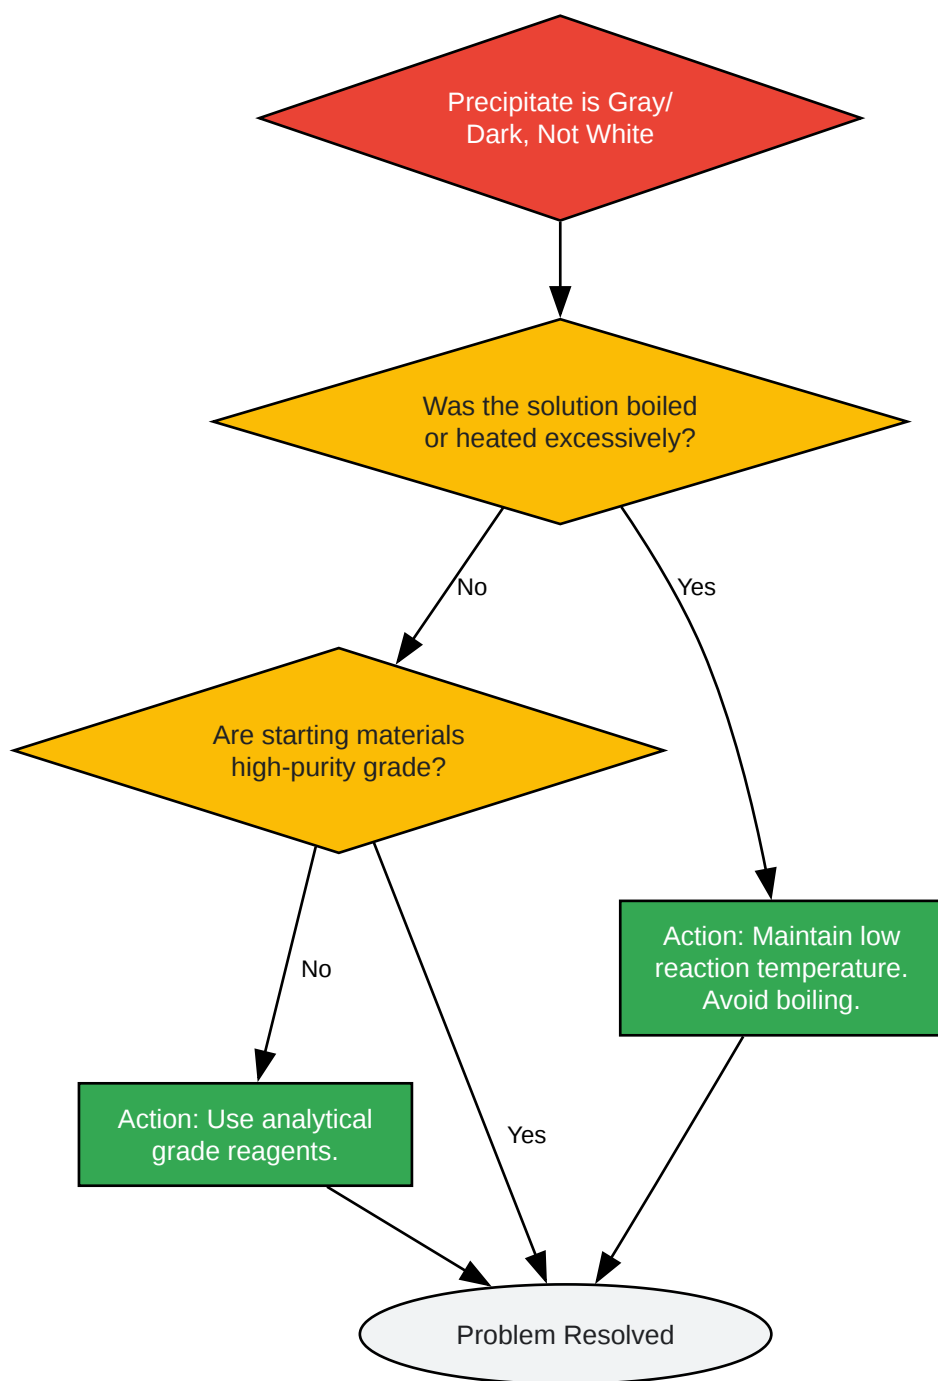 Precipitate is Gray/
Dark, Not White
Was the solution boiled
or heated excessively?
No
Yes
Are starting materials
high-purity grade?
Action: Maintain low
reaction temperature.
Avoid boiling.
No
Action: Use analytical
grade reagents.
Yes
Problem Resolved